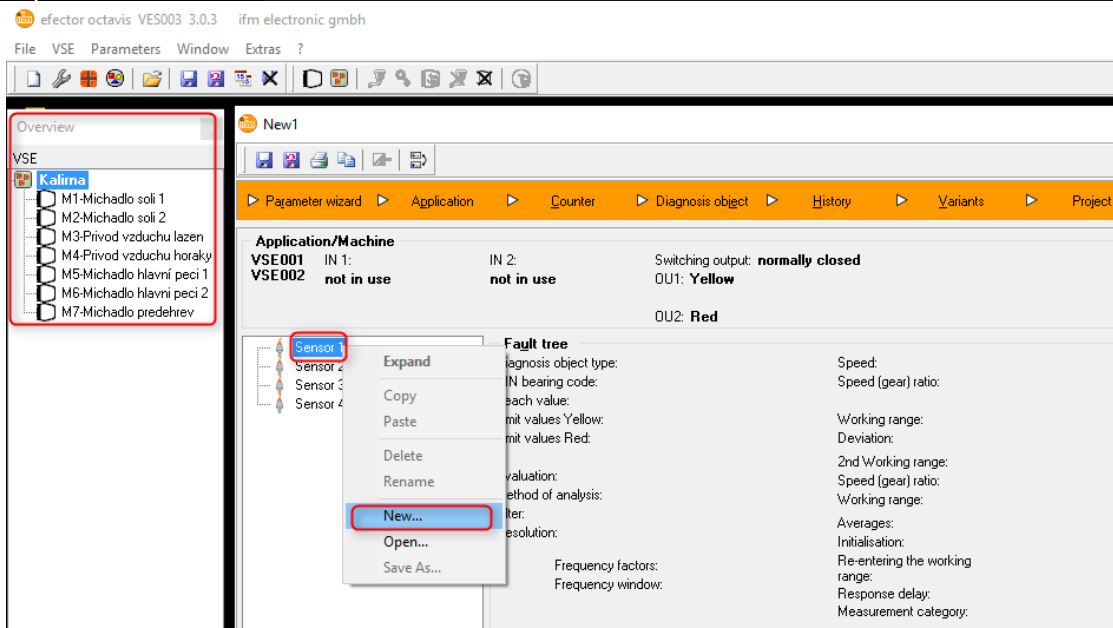 efector octavis VES003 3.0.3 ifm electronic gmbh
File VSE Parameters Window Extras ?
Overview
VSE
Kalirna
M1-Michadlo soli 1
M2-Michadlo soli 2
M3-Privod vzduchu lazen
M4-Privod vzduchu horaky
M5-Michadlo hlavní peci 1
M6-Michadlo hlavni peci 2
M7-Michadlo predehrev
New1
Parameter wizard Application Counter Diagnosis object History Variants Project
Application/Machine
VSE001 IN 1: IN 2: Switching output: normally closed
VSE002 not in use not in use OU1: Yellow
OU2: Red
Sensor 1
Sensor 2
Sensor 3
Sensor 4
Expand
Copy
Paste
Delete
Rename
New...
Open...
Save As...
Fault tree
iagnosis object type: Speed:
IN bearing code: Speed (gear) ratio:
each value:
mit values Yellow: Working range:
mit values Red: Deviation:
2nd Working range:
valuation: Speed (gear) ratio:
ethod of analysis: Working range:
lter: Averages:
esolution: Initialisation:
Frequency factors: Re-entering the working
range:
Frequency window: Response delay:
Measurement category: